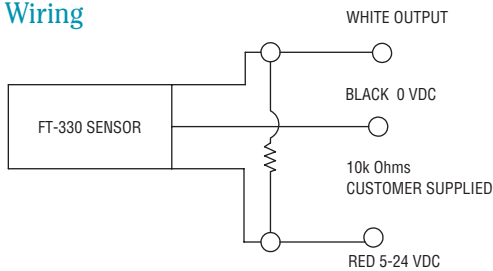 Wiring
WHITE OUTPUT
BLACK 0 VDC
FT-330 SENSOR
10k Ohms
CUSTOMER SUPPLIED
RED 5-24 VDC